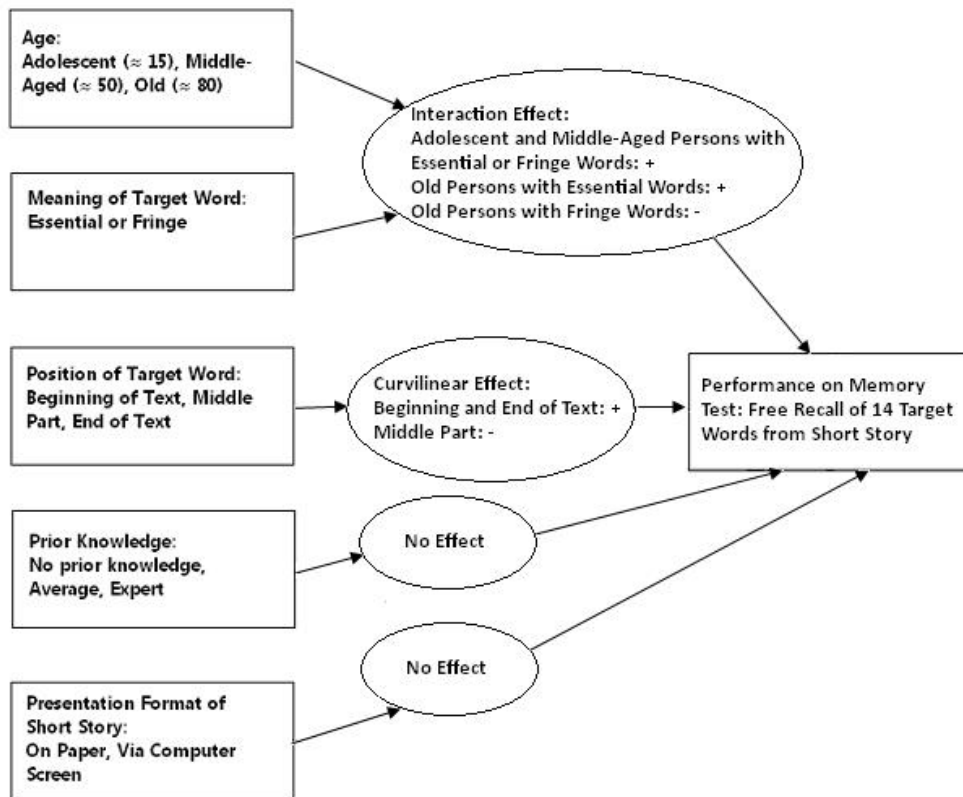 Age:
Adolescent (≈ 15), Middle-
Aged (≈ 50), Old (≈ 80)
Interaction Effect:
Adolescent and Middle-Aged Persons with
Essential or Fringe Words: +
Old Persons with Essential Words: +
Old Persons with Fringe Words: -
Meaning of Target Word:
Essential or Fringe
Position of Target Word:
Beginning of Text, Middle
Part, End of Text
Curvilinear Effect:
Beginning and End of Text: +
Middle Part: -
Performance on Memory
Test: Free Recall of 14 Target
Words from Short Story
Prior Knowledge:
No prior knowledge,
Average, Expert
No Effect
No Effect
Presentation Format of
Short Story:
On Paper, Via Computer
Screen